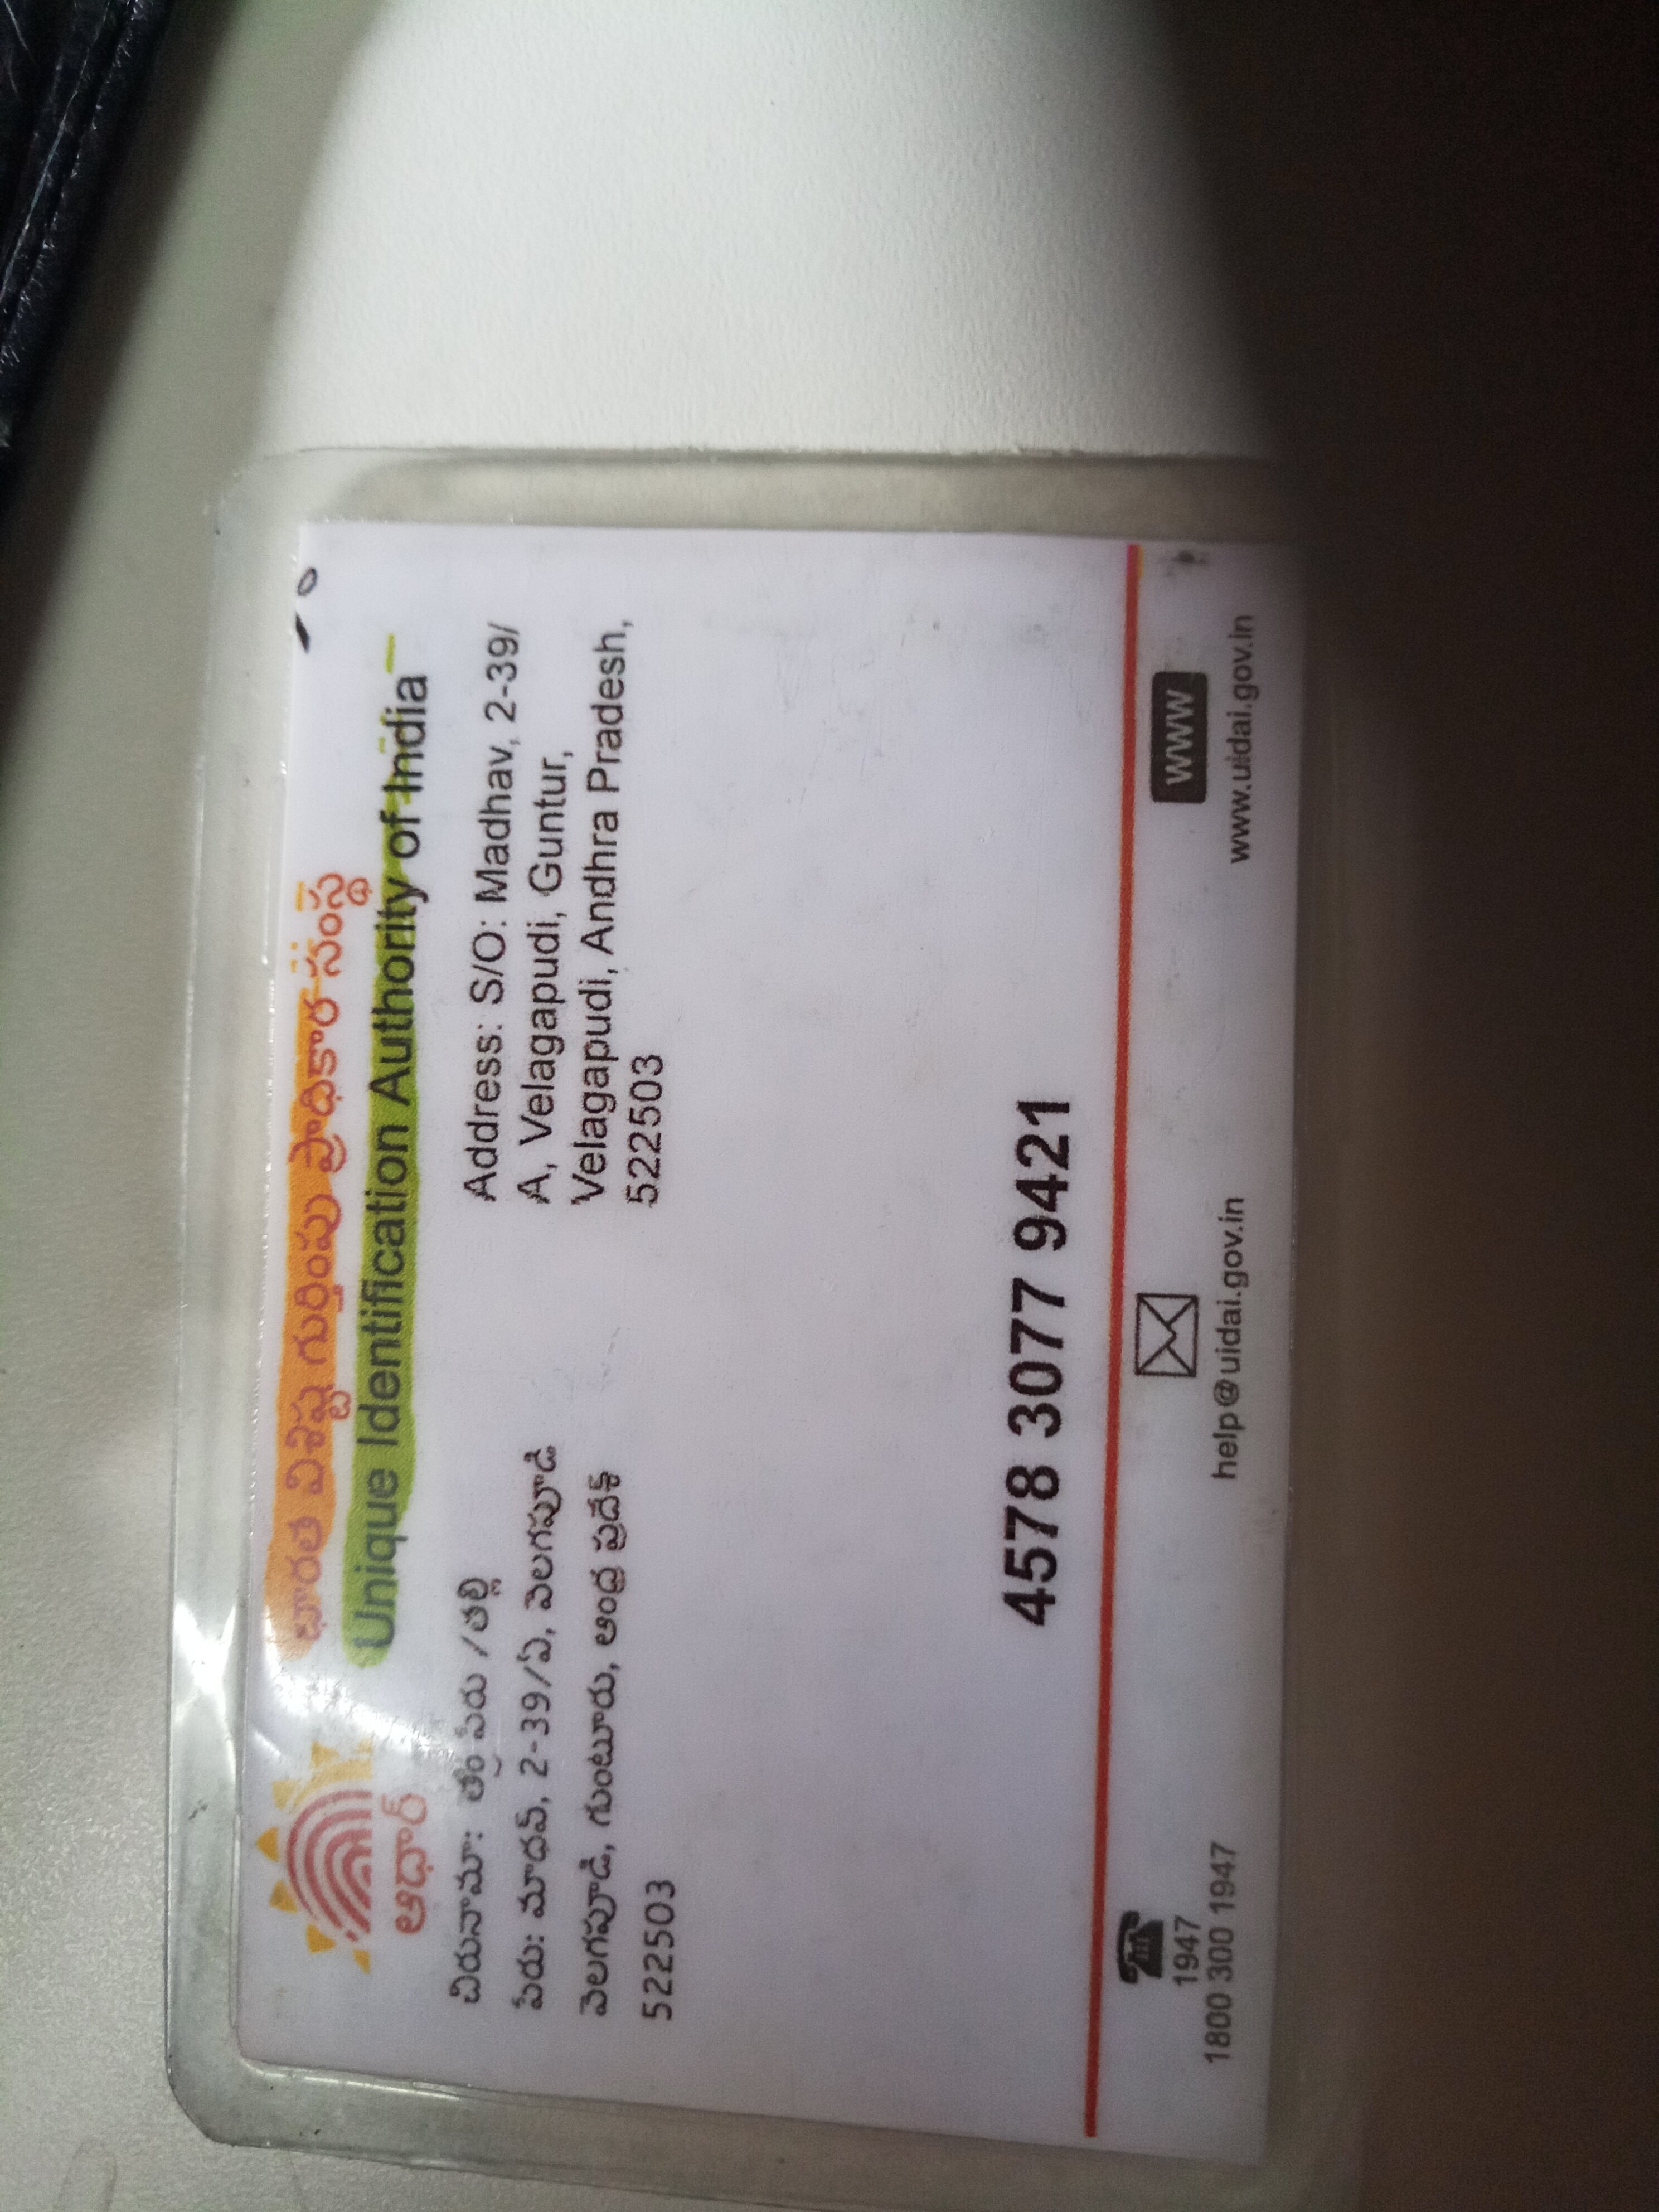 భారత విశిష్ట గుర్తింపు ప్రాధికార సంస్థ
Unique Identification Authority of India
ఆధార్
చిరునామా: తండ్రి పేరు /తల్లి
పేరు: మాధవ్, 2-39/ఏ, వెలగపూడి
వెలగపూడి, గుంటూరు, ఆంధ్ర ప్రదేశ్
522503
Address: S/O: Madhav, 2-39/
A, Velagapudi, Guntur,
Velagapudi, Andhra Pradesh,
522503
4578 3077 9421
1947
1800 300 1947
help@uidai.gov.in
WWW
www.uidai.gov.in